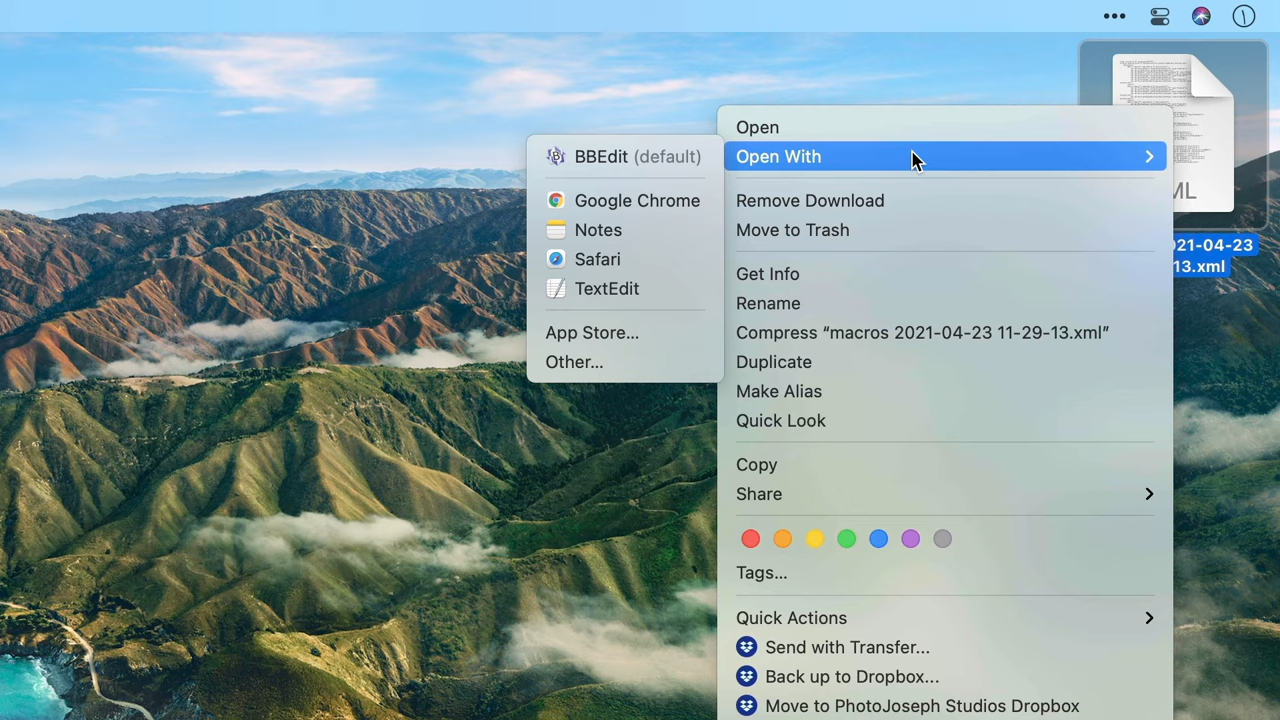 Open
Open With
Remove Download
Move to Trash
Get Info
Rename
Compress “macros 2021-04-23 11-29-13.xml”
Duplicate
Make Alias
Quick Look
Copy
Share
Tags...
Quick Actions
Send with Transfer...
Back up to Dropbox...
Move to PhotoJoseph Studios Dropbox
BBEdit (default)
Google Chrome
Notes
Safari
TextEdit
App Store...
Other...
ML
21-04-23
13.xml